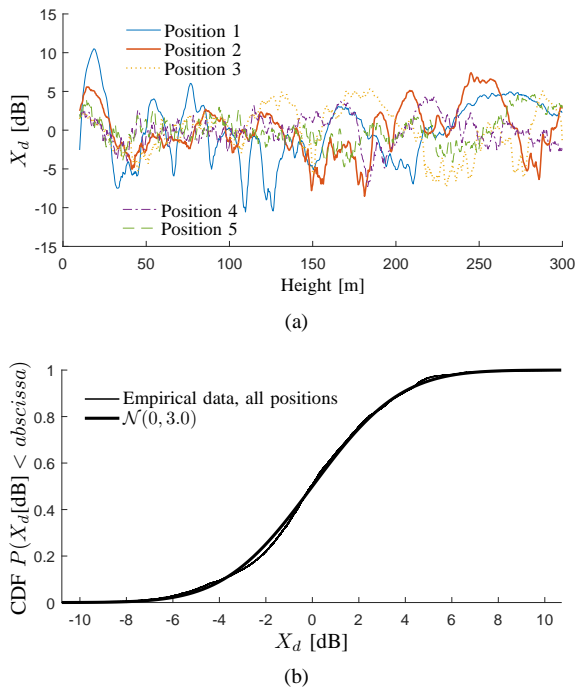 15
10
5
0
-5
-10
-15
X_d [dB]
Position 1
Position 2
Position 3
Position 4
Position 5
0 50 100 150 200 250 300
Height [m]
(a)
1
0.8
0.6
0.4
0.2
0
CDF P(X_d[dB] < abscissa)
Empirical data, all positions
𝒩(0, 3.0)
-10 -8 -6 -4 -2 0 2 4 6 8 10
X_d [dB]
(b)